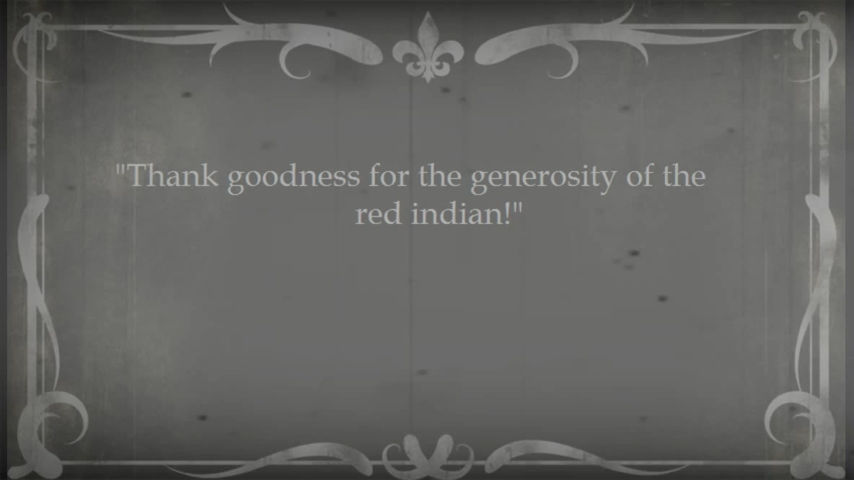 "Thank goodness for the generosity of the
red indian!"